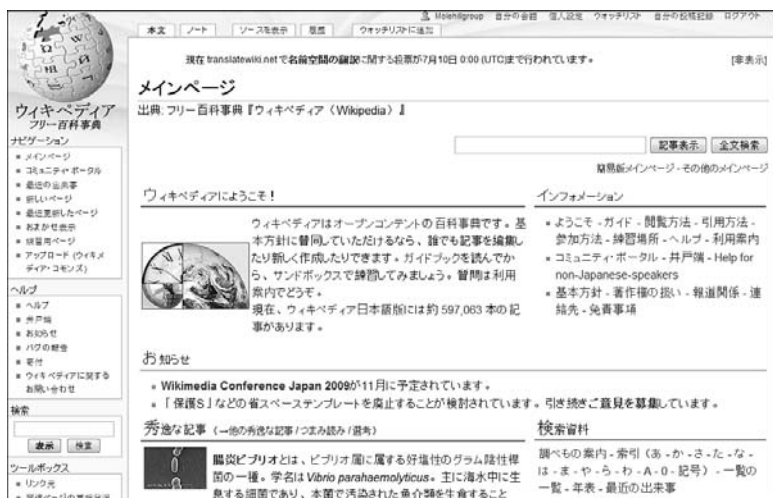 Molehillgroup 自分の会話 個人設定 ウォッチリスト 自分の投稿記録 ログアウト
本文 ノート ソースを表示 履歴 ウォッチリストに追加
現在 translatewiki.net で名前空間の翻訳に関する投票が7月10日 0:00 (UTC)まで行われています。 [非表示]
メインページ
出典: フリー百科事典『ウィキペディア（Wikipedia）』
記事表示 全文検索
簡易版メインページ - その他のメインページ
ウィキペディア
フリー百科事典
ナビゲーション
メインページ
コミュニティ・ポータル
最近の出来事
新しいページ
最近更新したページ
おまかせ表示
練習用ページ
アップロード (ウィキメ
ディア・コモンズ)
ヘルプ
ヘルプ
井戸端
お知らせ
バグの報告
寄付
ウィキペディアに関する
お問い合わせ
検索
表示 検索
ツールボックス
リンク元
ウィキペディアにようこそ！
ウィキペディアはオープンコンテントの百科事典です。基
本方針に賛同していただけるなら、誰でも記事を編集し
たり新しく作成したりできます。ガイドブックを読んでか
ら、サンドボックスで練習してみましょう。質問は利用
案内でどうぞ。
現在、ウィキペディア日本語版には約 597,063 本の記
事があります。
インフォメーション
ようこそ - ガイド - 閲覧方法 - 引用方法 -
参加方法 - 練習場所 - ヘルプ - 利用案内
コミュニティ・ポータル - 井戸端 - Help for
non-Japanese-speakers
基本方針 - 著作権の扱い - 報道関係 - 連
絡先 - 免責事項
お知らせ
Wikimedia Conference Japan 2009が11月に予定されています。
「保護S」などの省スペーステンプレートを廃止することが検討されています。引き続きご意見を募集しています。
秀逸な記事 (→他の秀逸な記事 / つまみ読み / 選考)
腸炎ビブリオとは、ビブリオ属に属する好塩性のグラム陰性桿
菌の一種。学名は Vibrio parahaemolyticus。主に海水中に生
息する細菌であり、本菌で汚染された魚介類を生食すること
検索資料
調べもの案内 - 索引 (あ - か - さ - た - な -
は - ま - や - ら - わ - A - 0 - 記号) - 一覧の
一覧 - 年表 - 最近の出来事